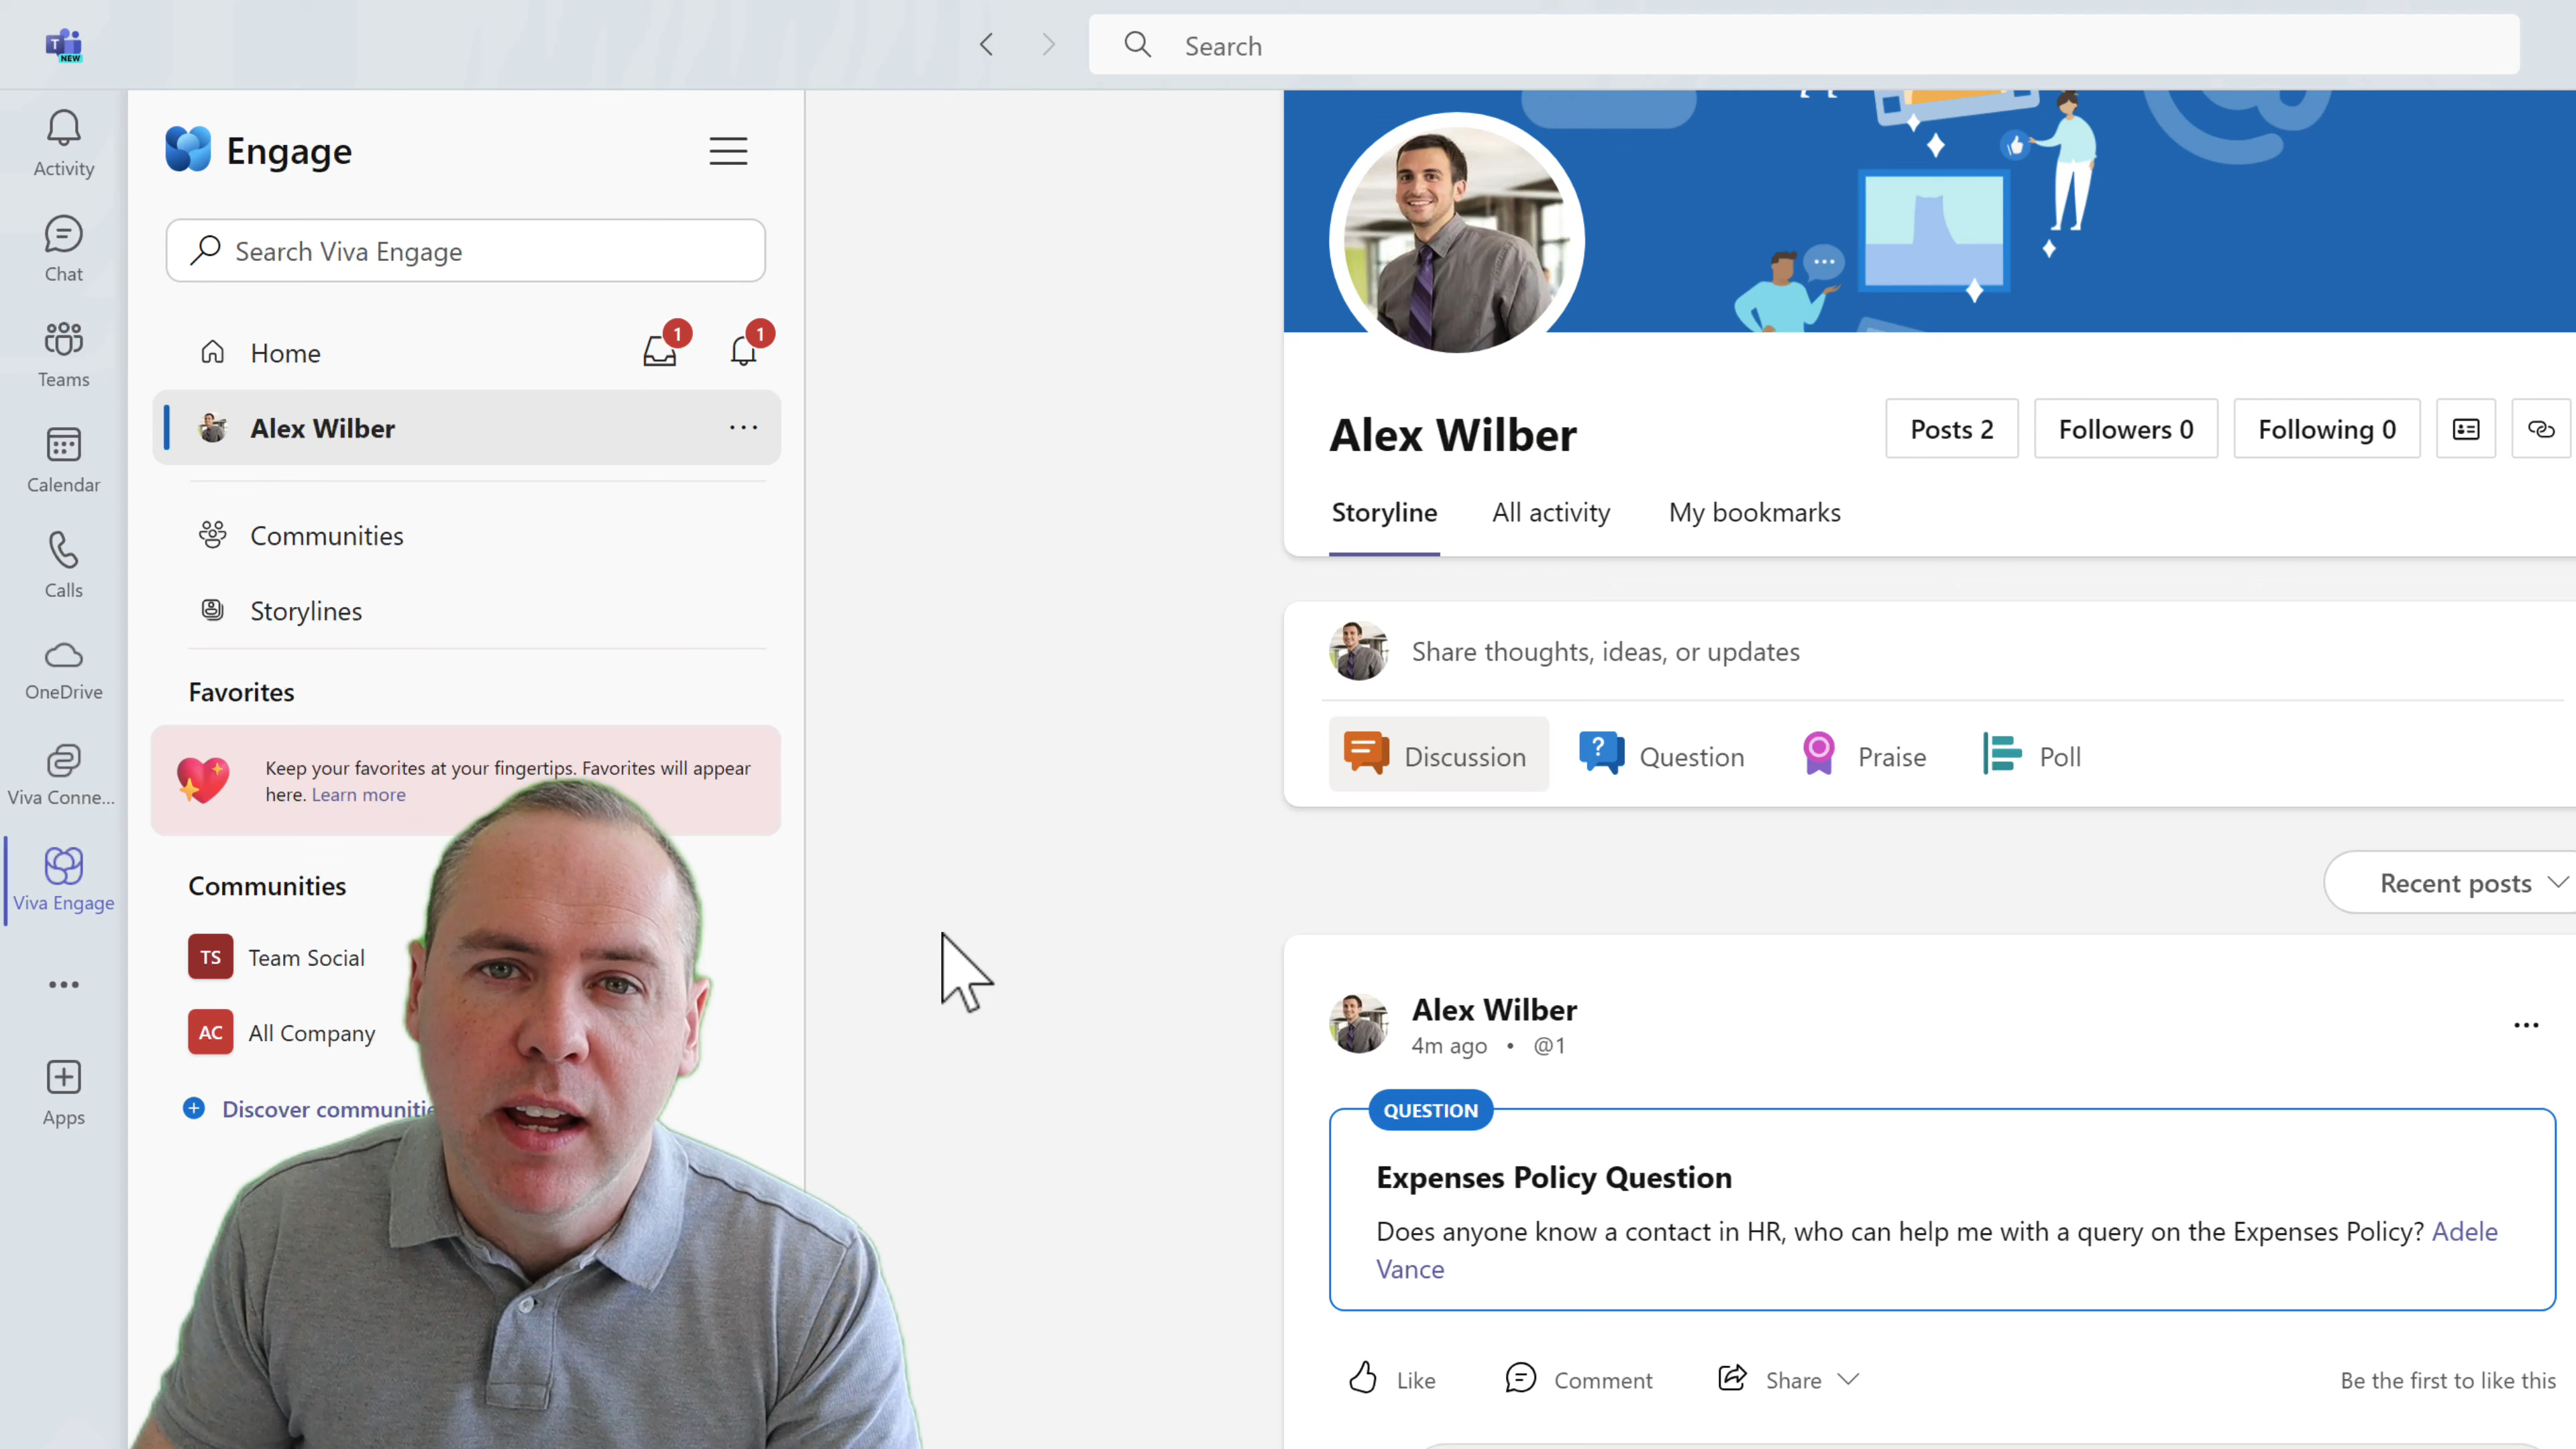 T
NEW
Search
Activity
Chat
Teams
Calendar
Calls
OneDrive
Viva Conne...
Viva Engage
Apps
Engage
Search Viva Engage
Home
1
1
Alex Wilber
Communities
Storylines
Favorites
Keep your favorites at your fingertips. Favorites will appear
here. Learn more
Communities
TS Team Social
AC All Company
Discover communitie
Alex Wilber
Posts 2
Followers 0
Following 0
Storyline
All activity
My bookmarks
Share thoughts, ideas, or updates
Discussion
Question
Praise
Poll
Recent posts
Alex Wilber
4m ago • @1
QUESTION
Expenses Policy Question
Does anyone know a contact in HR, who can help me with a query on the Expenses Policy? Adele
Vance
Like
Comment
Share
Be the first to like this